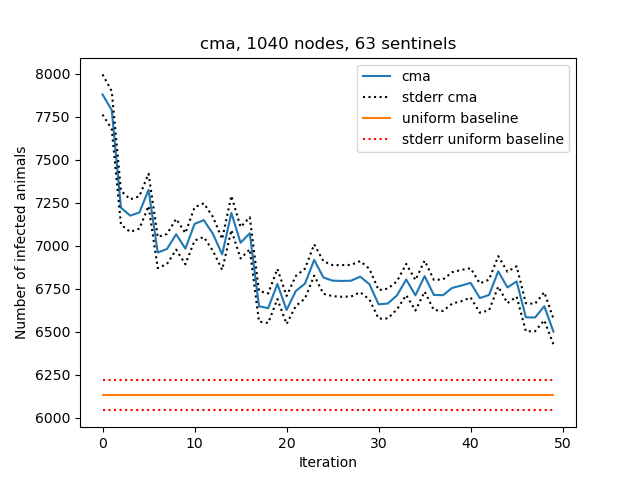 cma, 1040 nodes, 63 sentinels
cma
stderr cma
uniform baseline
stderr uniform baseline
Number of infected animals
8000
7750
7500
7250
7000
6750
6500
6250
6000
0 10 20 30 40 50
Iteration